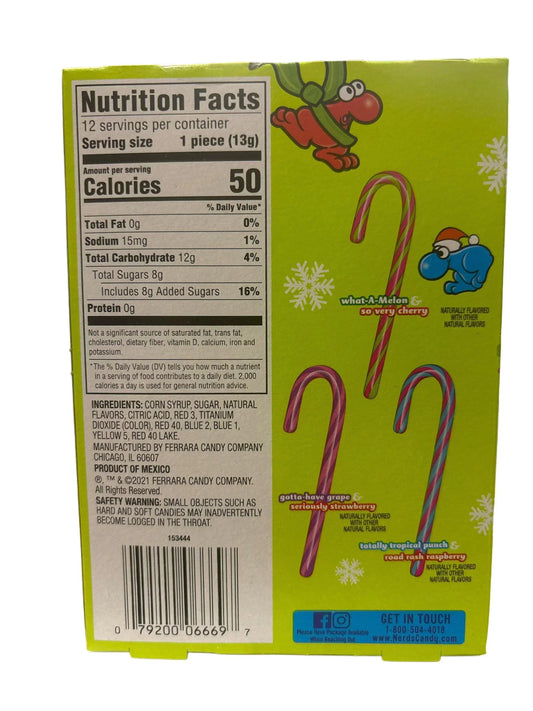 Nutrition Facts
12 servings per container
Serving size 1 piece (13g)
Amount per serving
Calories 50
% Daily Value*
Total Fat 0g 0%
Sodium 15mg 1%
Total Carbohydrate 12g 4%
Total Sugars 8g
Includes 8g Added Sugars 16%
Protein 0g
Not a significant source of saturated fat, trans fat,
cholesterol, dietary fiber, vitamin D, calcium, iron and
potassium.
*The % Daily Value (DV) tells you how much a nutrient
in a serving of food contributes to a daily diet. 2,000
calories a day is used for general nutrition advice.
INGREDIENTS: CORN SYRUP, SUGAR, NATURAL
FLAVORS, CITRIC ACID, RED 3, TITANIUM
DIOXIDE (COLOR), RED 40, BLUE 2, BLUE 1,
YELLOW 5, RED 40 LAKE.
MANUFACTURED BY FERRARA CANDY COMPANY
CHICAGO, IL 60607
PRODUCT OF MEXICO
®, ™ & ©2021 FERRARA CANDY COMPANY.
All Rights Reserved.
SAFETY WARNING: SMALL OBJECTS SUCH AS
HARD AND SOFT CANDIES MAY INADVERTENTLY
BECOME LODGED IN THE THROAT.
153444
0 79200 06669 7
what-A-Melon &
so very cherry
NATURALLY FLAVORED
WITH OTHER
NATURAL FLAVORS
gotta-have grape &
seriously strawberry
NATURALLY FLAVORED
WITH OTHER
NATURAL FLAVORS
totally tropical punch &
road rash raspberry
NATURALLY FLAVORED
WITH OTHER
NATURAL FLAVORS
Please Have Package Available
When Reaching Out
GET IN TOUCH
1-800-504-4018
www.NerdsCandy.com